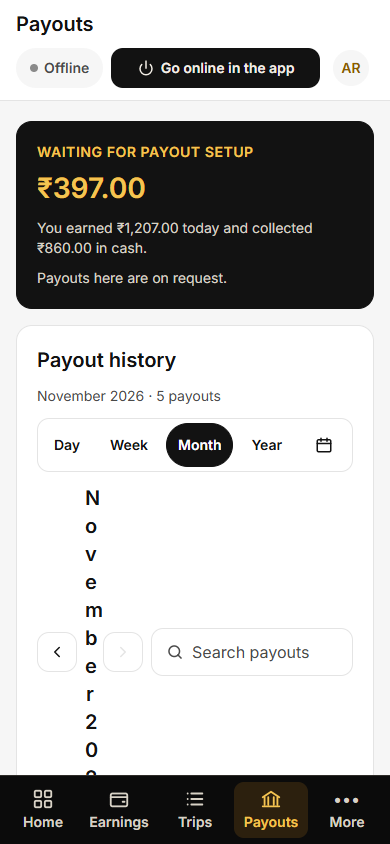 Payouts
Offline
Go online in the app
AR
WAITING FOR PAYOUT SETUP
₹397.00
You earned ₹1,207.00 today and collected
₹860.00 in cash.
Payouts here are on request.
Payout history
November 2026 · 5 payouts
Day
Week
Month
Year
N
o
v
e
m
b
e
r
2
0
Search payouts
Home
Earnings
Trips
Payouts
More